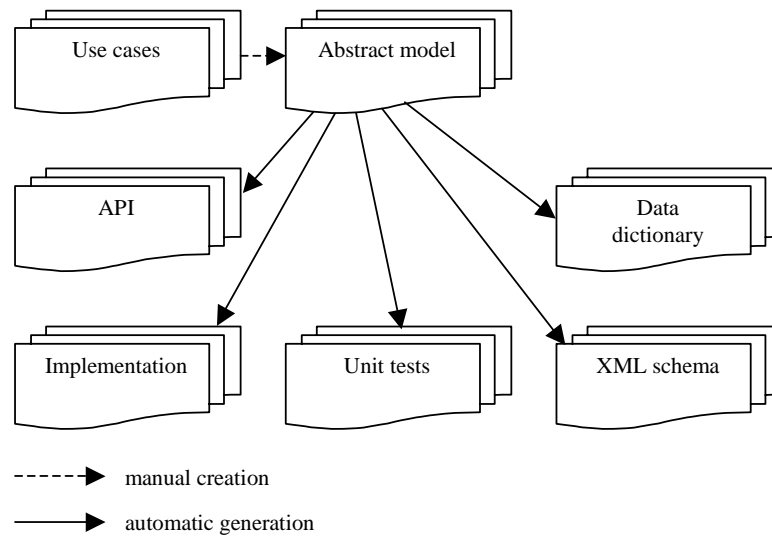 Use cases
Abstract model
API
Data
dictionary
Implementation
Unit tests
XML schema
manual creation
automatic generation